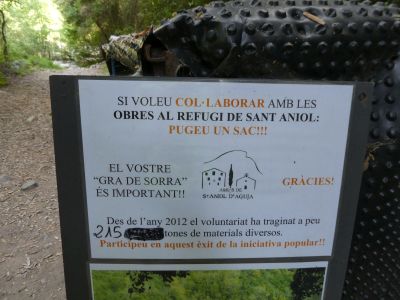 SI VOLEU COL·LABORAR AMB LES
OBRES AL REFUGI DE SANT ANIOL:
PUGEU UN SAC!!!
EL VOSTRE
"GRA DE SORRA"
ÉS IMPORTANT!!
AMICS DE
St ANIOL D'AGUJA
GRÀCIES!
Des de l'any 2012 el voluntariat ha traginat a peu
215 tones de materials diversos.
Participeu en aquest èxit de la iniciativa popular!!